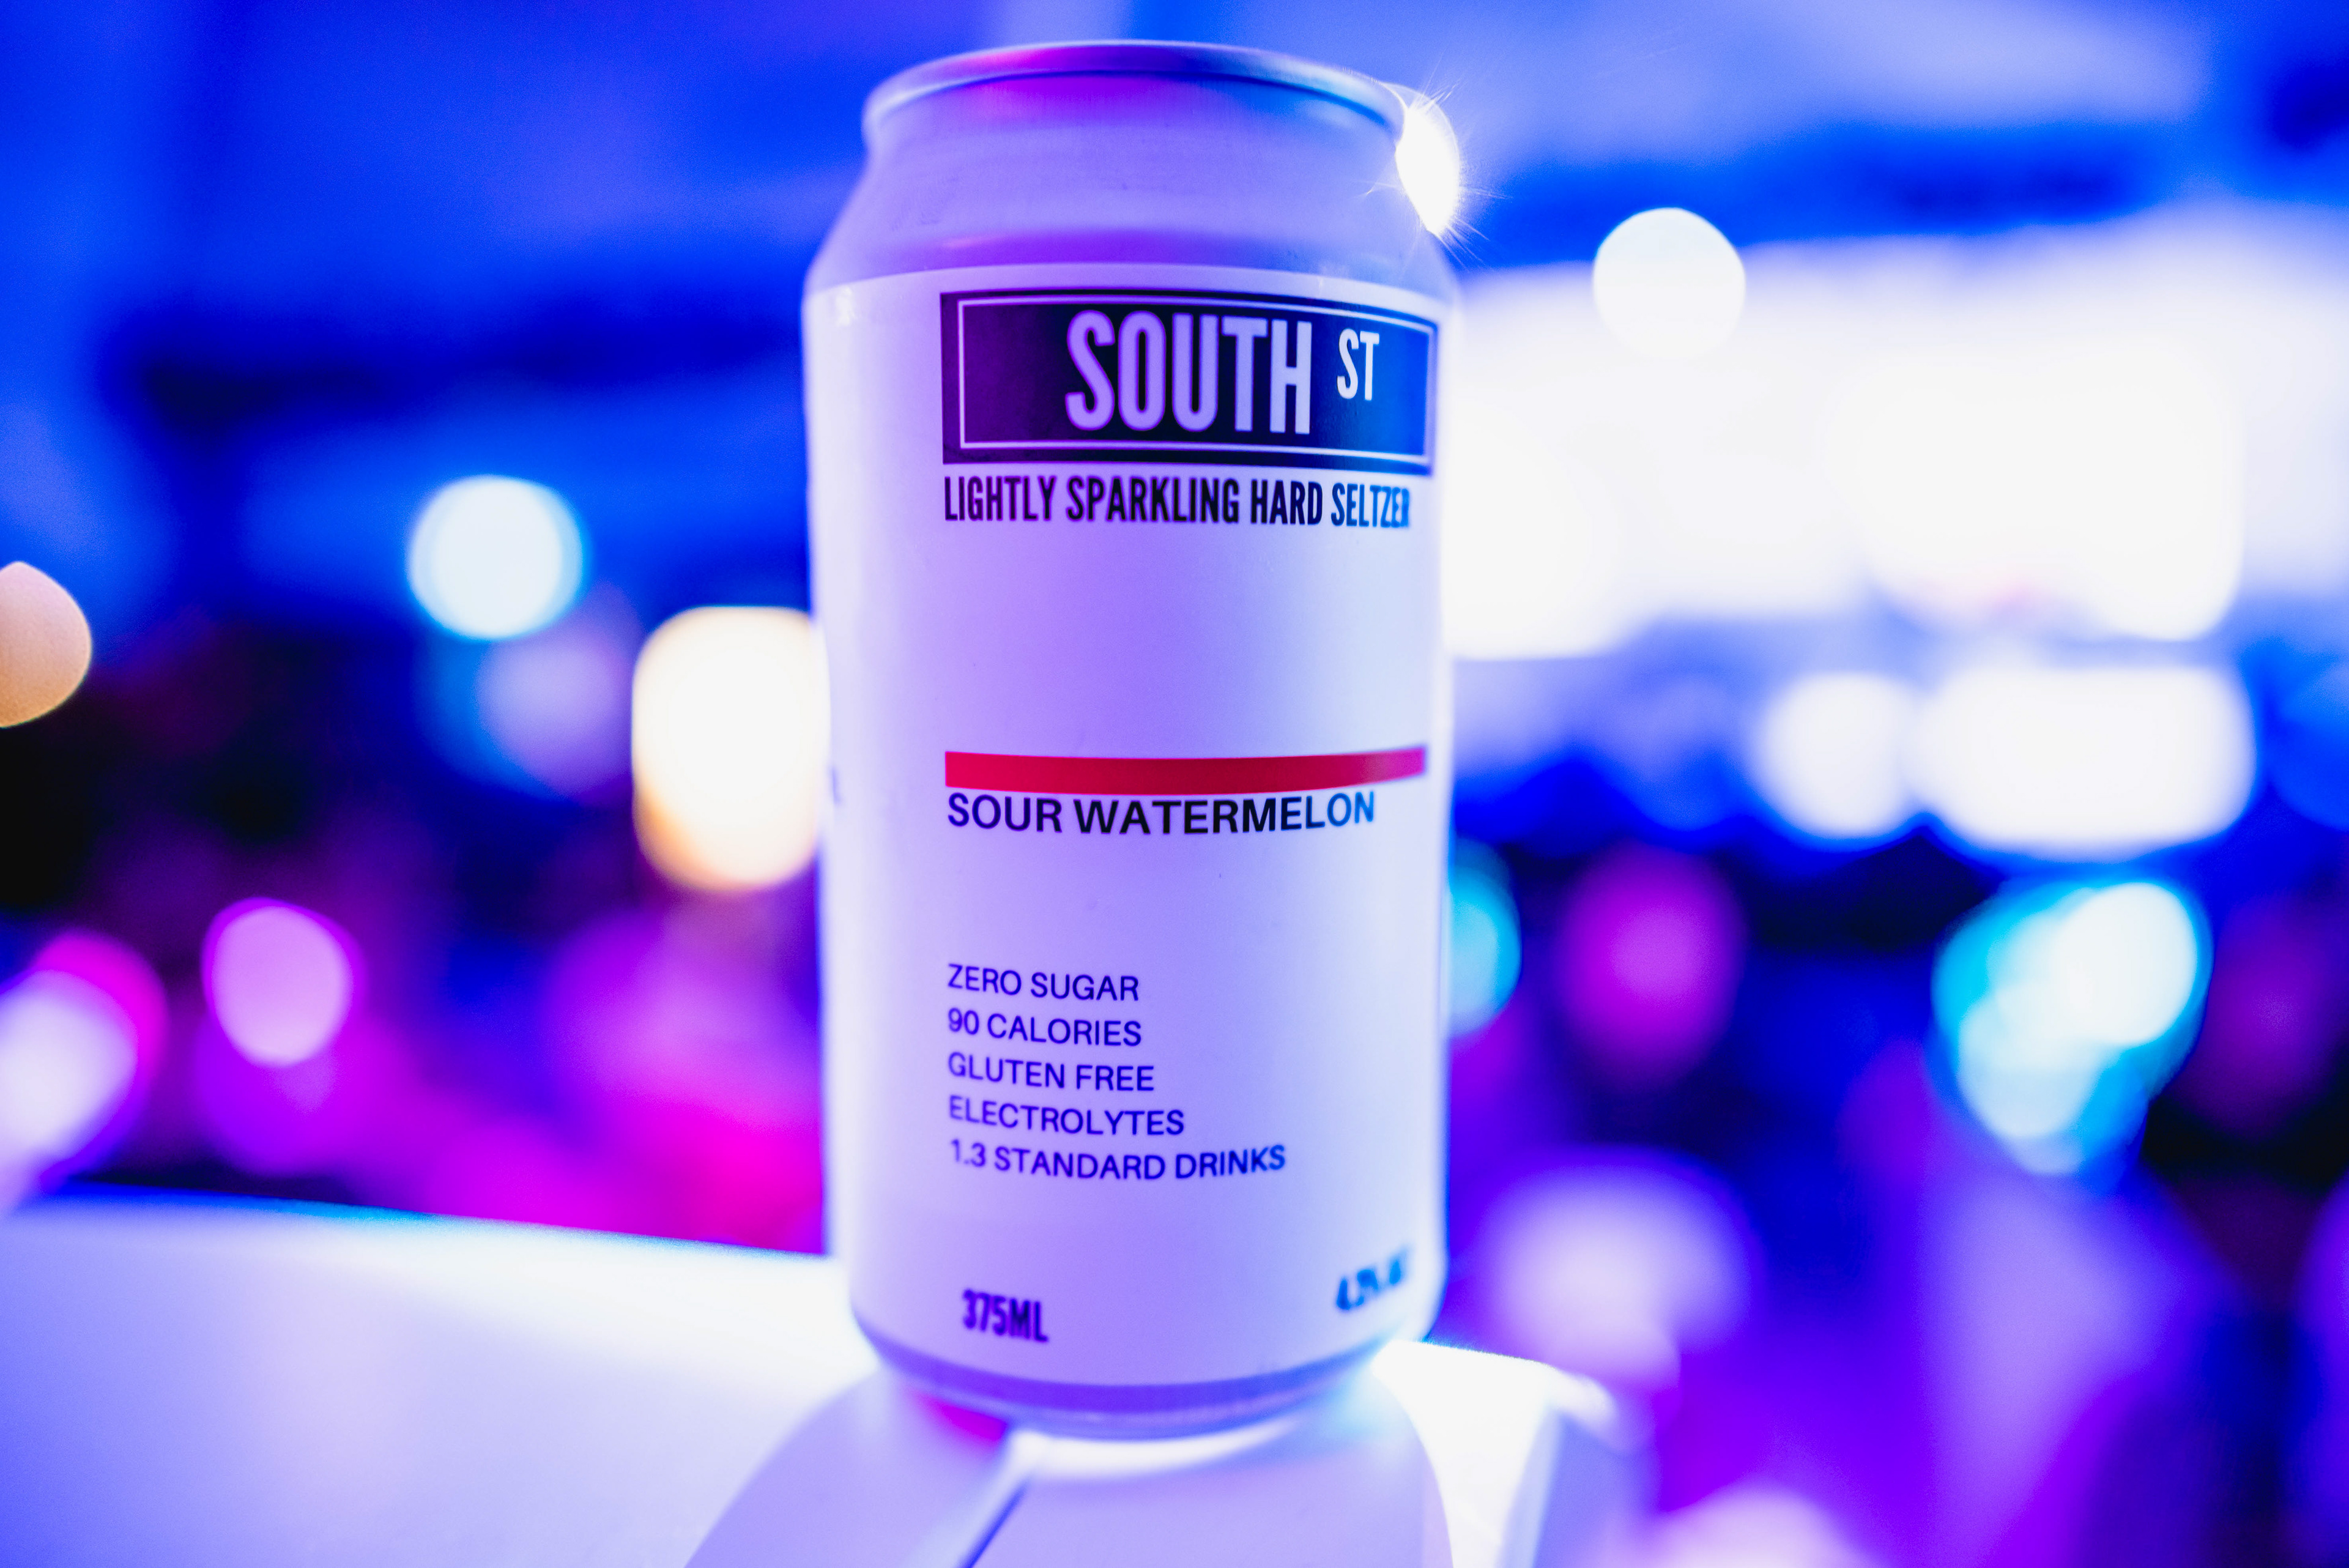 SOUTH ST
LIGHTLY SPARKLING HARD SELTZER
SOUR WATERMELON
ZERO SUGAR
90 CALORIES
GLUTEN FREE
ELECTROLYTES
1.3 STANDARD DRINKS
375ML